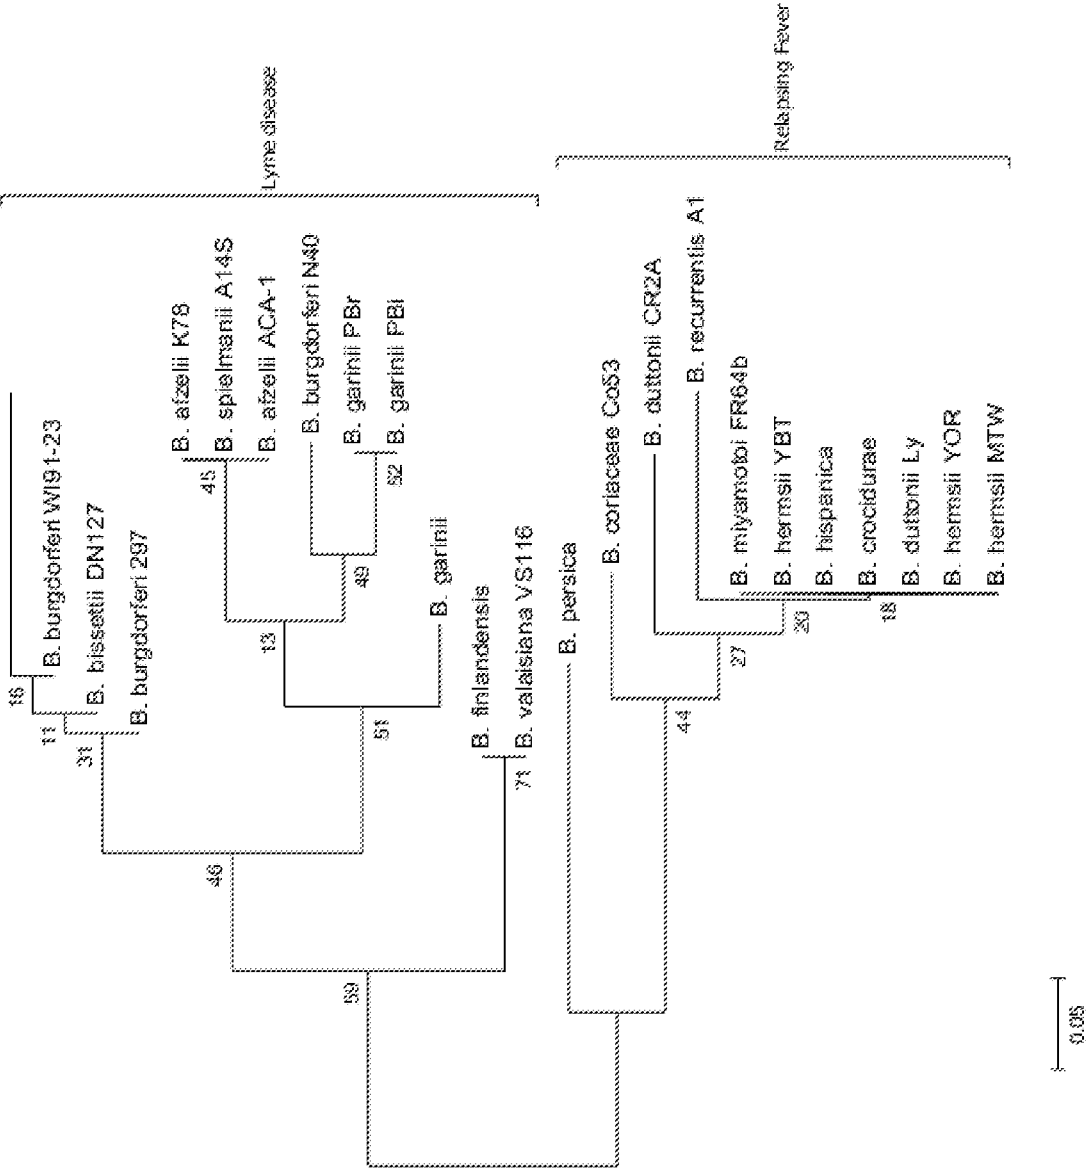 16
B. burgdorferi WI91-23
11
B. bissettii DN127
31
B. burgdorferi 297
B. afzelii K78
45
B. spielmanii A14S
B. afzelii ACA-1
13
B. burgdorferi N40
49
B. garinii PBr
52
B. garinii PBi
51
B. garinii
46
B. finlandensis
71
B. valaisiana VS116
59
Lyme disease
B. persica
B. coriaceae Co53
44
B. duttonii CR2A
27
B. recurrentis A1
20
B. miyamotoi FR64b
B. hermsii YBT
B. hispanica
B. crocidurae
18
B. duttonii Ly
B. hermsii YOR
B. hermsii MTW
Relapsing Fever
0.05